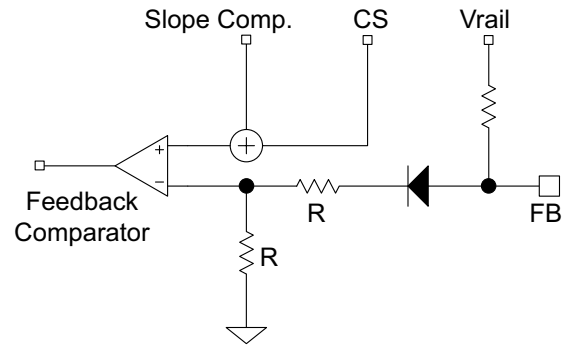 Slope Comp.
CS
Vrail
+
+
−
Feedback
Comparator
R
FB
R